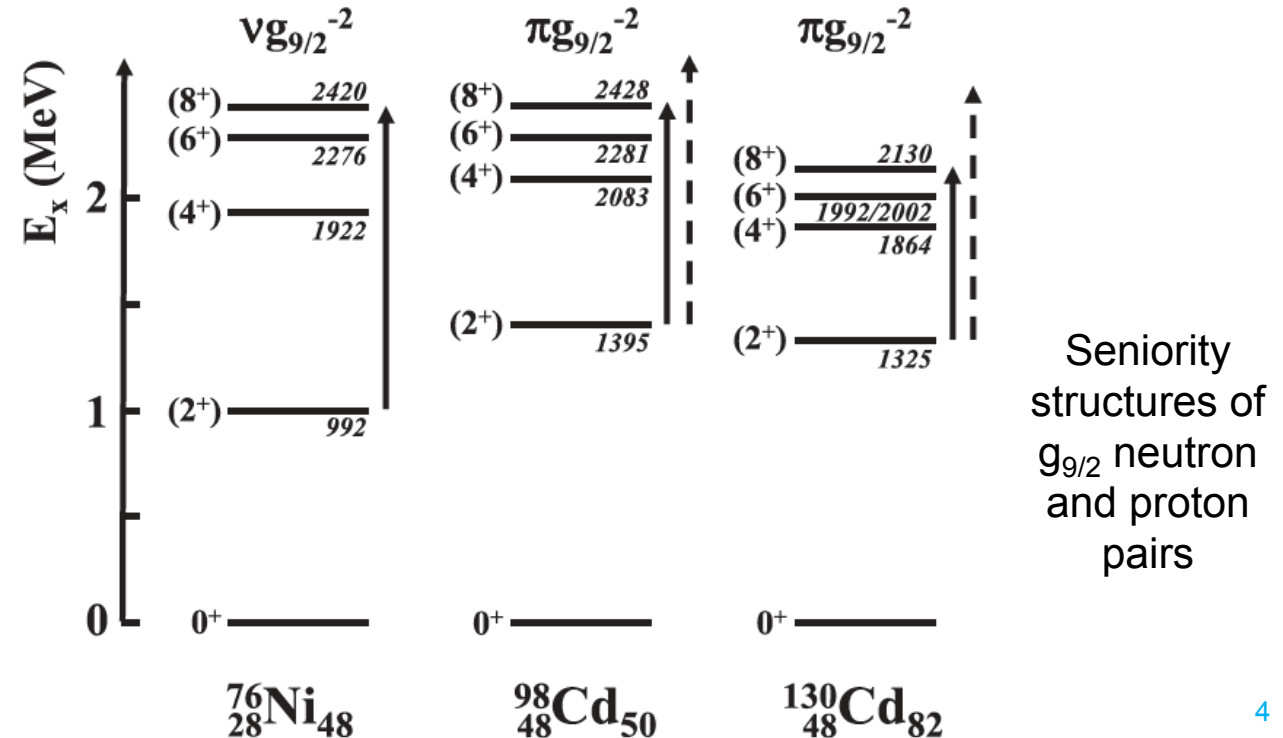 νg9/2-2
πg9/2-2
πg9/2-2
Ex (MeV)
2
1
0
(8+) 2420
(6+) 2276
(4+) 1922
(2+) 992
0+
76 28Ni48
(8+) 2428
(6+) 2281
(4+) 2083
(2+) 1395
0+
98 48Cd50
(8+) 2130
(6+) 1992/2002
(4+) 1864
(2+) 1325
0+
130 48Cd82
Seniority
structures of
g9/2 neutron
and proton
pairs
4